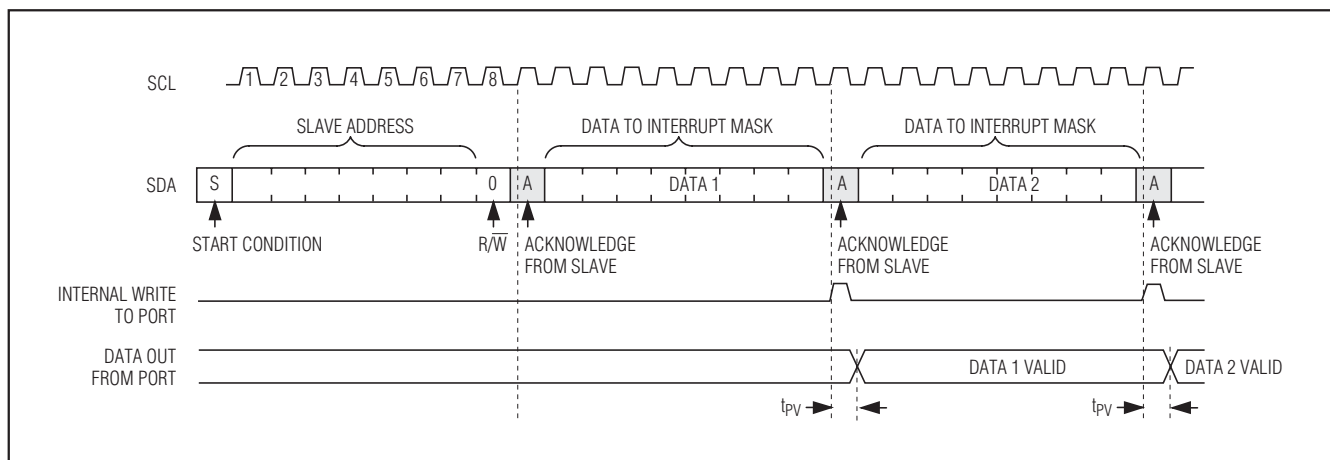 SCL 1 2 3 4 5 6 7 8
SLAVE ADDRESS DATA TO INTERRUPT MASK DATA TO INTERRUPT MASK
SDA S 0 A DATA 1 A DATA 2 A
START CONDITION R/W̅ ACKNOWLEDGE FROM SLAVE ACKNOWLEDGE FROM SLAVE ACKNOWLEDGE FROM SLAVE
INTERNAL WRITE
TO PORT
DATA OUT
FROM PORT
DATA 1 VALID DATA 2 VALID
tPV tPV